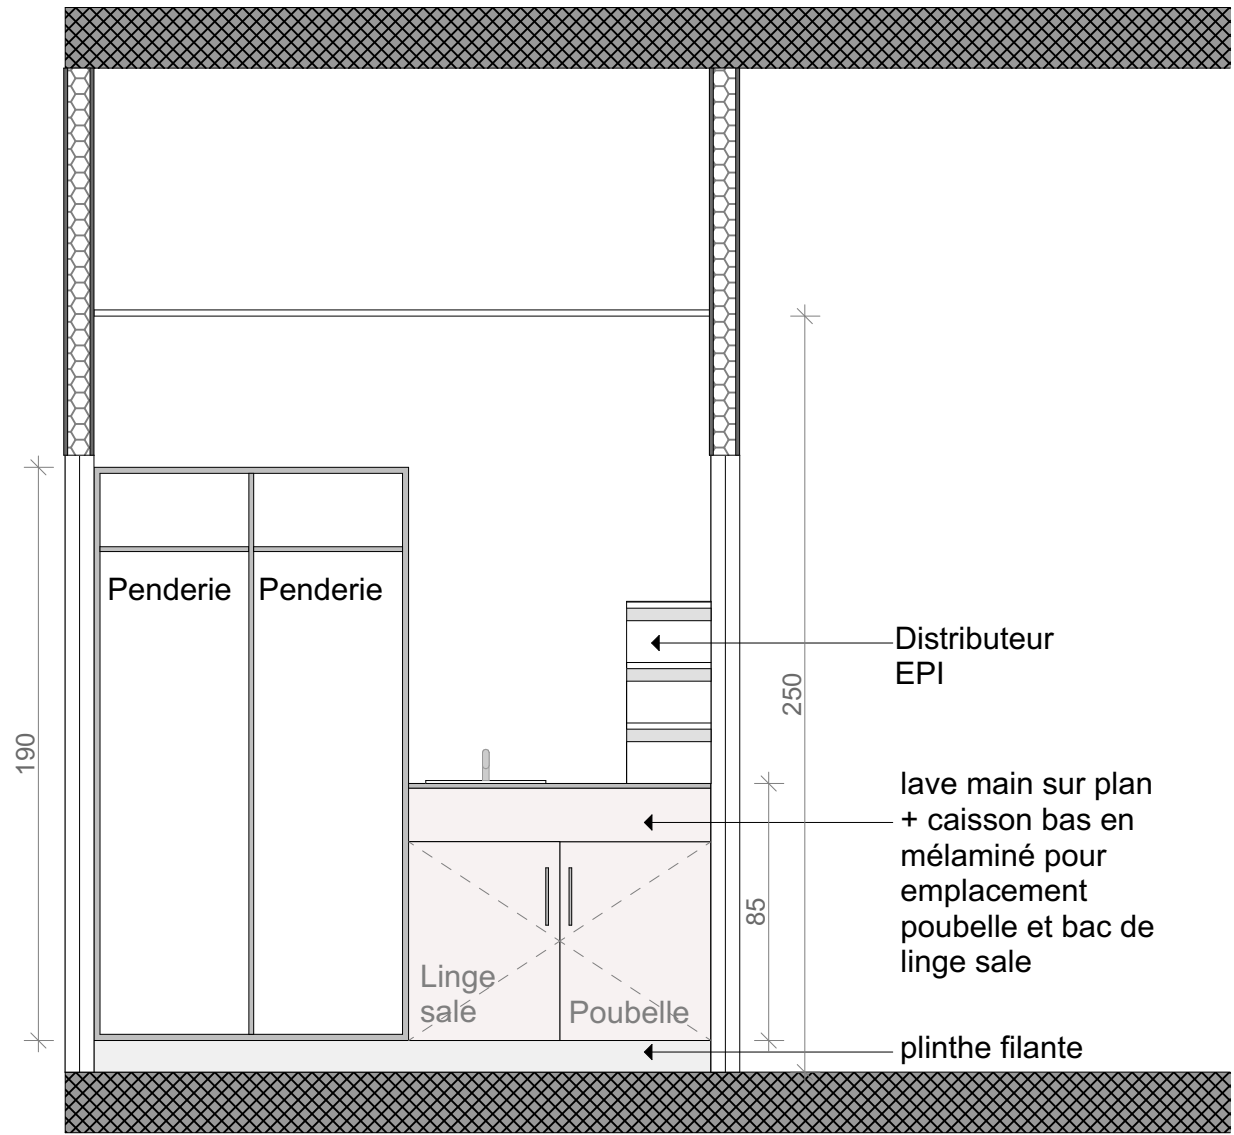 Penderie Penderie
Distributeur
EPI
250
190
lave main sur plan
+ caisson bas en
mélaminé pour
emplacement
poubelle et bac de
linge sale
85
Linge
sale
Poubelle
plinthe filante